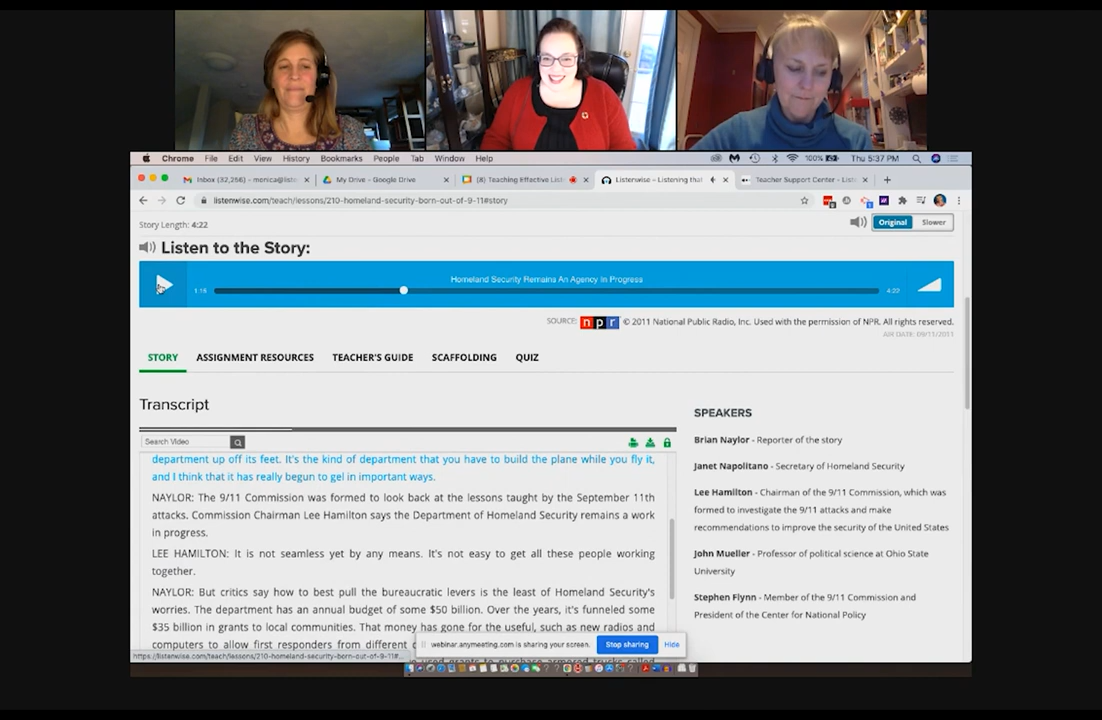 Chrome File Edit View History Bookmarks People Tab Window Help 100% Thu 5:37 PM
Inbox (32,256) - monica@liste × My Drive - Google Drive × (8) Teaching Effective List × Listenwise - Listening that × Teacher Support Center - List × +
listenwise.com/teach/lessons/210-homeland-security-born-out-of-9-11#story
Story Length: 4:22 Original Slower
Listen to the Story:
Homeland Security Remains An Agency In Progress
1:15 4:22
SOURCE: npr © 2011 National Public Radio, Inc. Used with the permission of NPR. All rights reserved.
AIR DATE: 09/11/2011
STORY ASSIGNMENT RESOURCES TEACHER'S GUIDE SCAFFOLDING QUIZ
Transcript
Search Video
department up off its feet. It's the kind of department that you have to build the plane while you fly it,
and I think that it has really begun to gel in important ways.
NAYLOR: The 9/11 Commission was formed to look back at the lessons taught by the September 11th
attacks. Commission Chairman Lee Hamilton says the Department of Homeland Security remains a work
in progress.
LEE HAMILTON: It is not seamless yet by any means. It's not easy to get all these people working
together.
NAYLOR: But critics say how to best pull the bureaucratic levers is the least of Homeland Security's
worries. The department has an annual budget of some $50 billion. Over the years, it's funneled some
$35 billion in grants to local communities. That money has gone for the useful, such as new radios and
computers to allow first responders from different
used grants to purchase armored trucks called
SPEAKERS
Brian Naylor - Reporter of the story
Janet Napolitano - Secretary of Homeland Security
Lee Hamilton - Chairman of the 9/11 Commission, which was
formed to investigate the 9/11 attacks and make
recommendations to improve the security of the United States
John Mueller - Professor of political science at Ohio State
University
Stephen Flynn - Member of the 9/11 Commission and
President of the Center for National Policy
webinar.anymeeting.com is sharing your screen. Stop sharing Hide
https://listenwise.com/teach/lessons/210-homeland-security-born-out-of-9-11#...